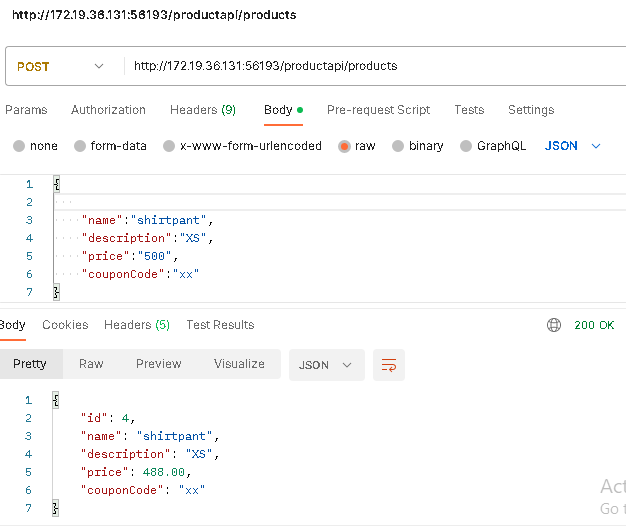 http://172.19.36.131:56193/productapi/products
POST http://172.19.36.131:56193/productapi/products
Params Authorization Headers (9) Body Pre-request Script Tests Settings
none form-data x-www-form-urlencoded raw binary GraphQL JSON
1 {
2
3 "name":"shirtpant",
4 "description":"XS",
5 "price":"500",
6 "couponCode":"xx"
7 }
Body Cookies Headers (5) Test Results 200 OK
Pretty Raw Preview Visualize JSON
1 {
2 "id": 4,
3 "name": "shirtpant",
4 "description": "XS",
5 "price": 488.00,
6 "couponCode": "xx"
7 }
Act
Go t